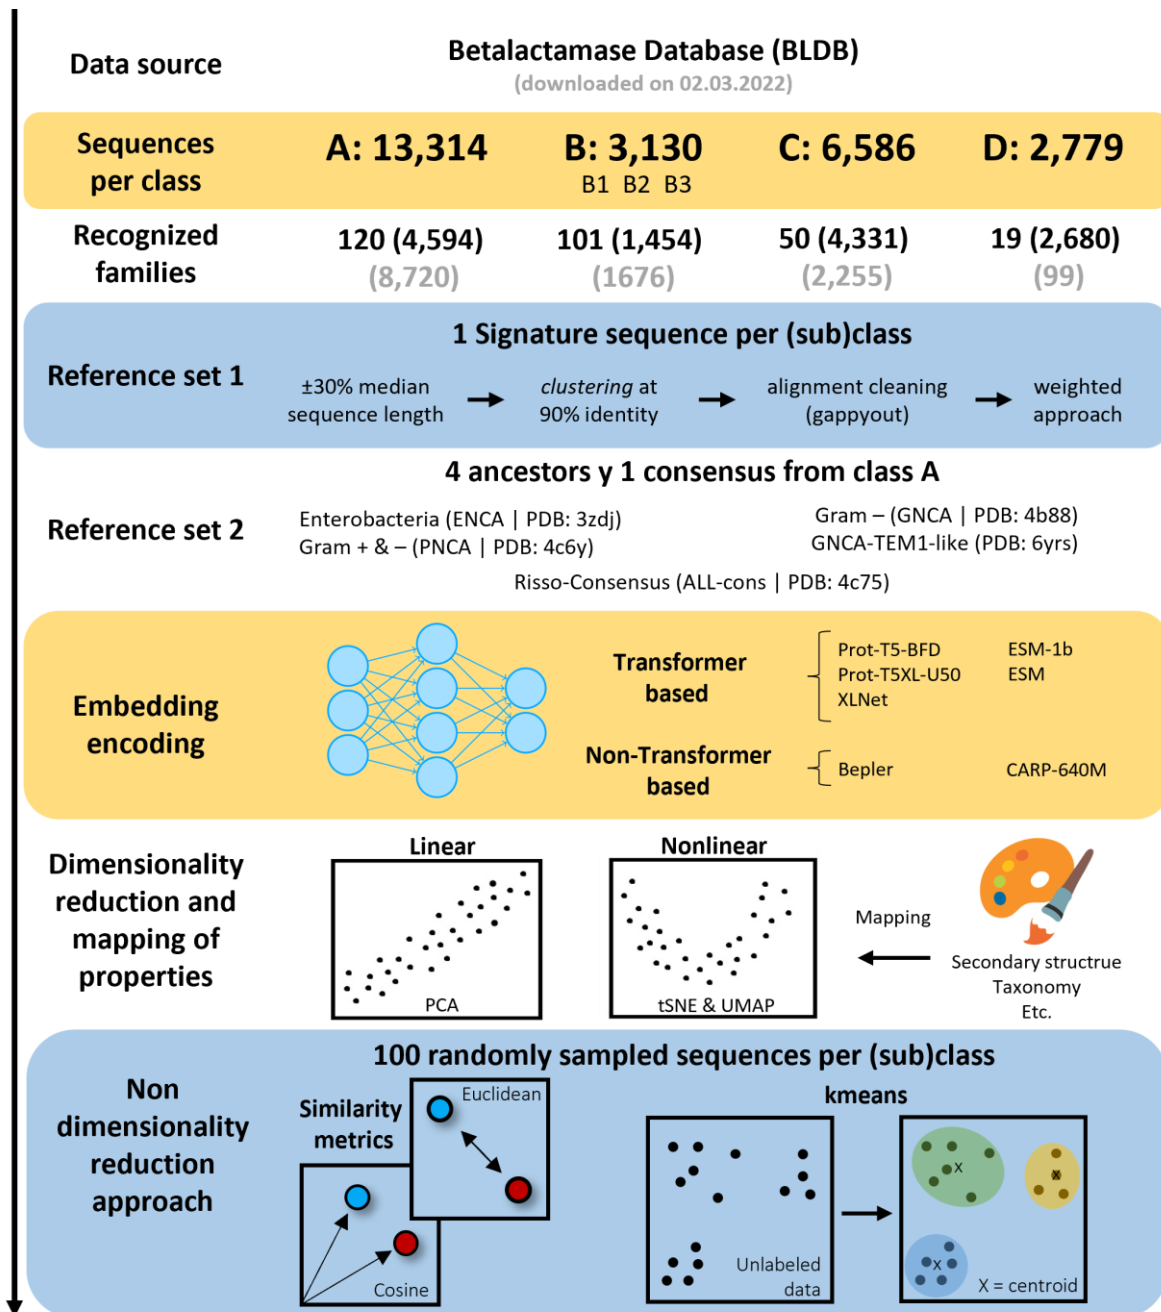 Data source
Betalactamase Database (BLDB)
(downloaded on 02.03.2022)
Sequences
per class
A: 13,314
B: 3,130
B1 B2 B3
C: 6,586
D: 2,779
Recognized
families
120 (4,594)
(8,720)
101 (1,454)
(1676)
50 (4,331)
(2,255)
19 (2,680)
(99)
Reference set 1
1 Signature sequence per (sub)class
±30% median
sequence length
clustering at
90% identity
alignment cleaning
(gappyout)
weighted
approach
Reference set 2
4 ancestors y 1 consensus from class A
Enterobacteria (ENCA | PDB: 3zdj)
Gram + & – (PNCA | PDB: 4c6y)
Gram – (GNCA | PDB: 4b88)
GNCA-TEM1-like (PDB: 6yrs)
Risso-Consensus (ALL-cons | PDB: 4c75)
Embedding
encoding
Transformer
based
Prot-T5-BFD
Prot-T5XL-U50
XLNet
ESM-1b
ESM
Non-Transformer
based
Bepler
CARP-640M
Dimensionality
reduction and
mapping of
properties
Linear
PCA
Nonlinear
tSNE & UMAP
Mapping
Secondary structrue
Taxonomy
Etc.
Non
dimensionality
reduction
approach
100 randomly sampled sequences per (sub)class
Similarity
metrics
Euclidean
Cosine
kmeans
Unlabeled
data
X
X
X
X = centroid